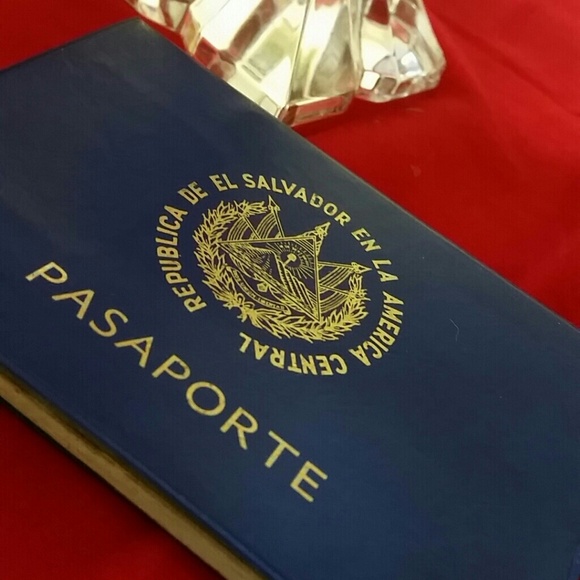 REPUBLICA DE EL SALVADOR EN LA AMERICA CENTRAL
PASAPORTE